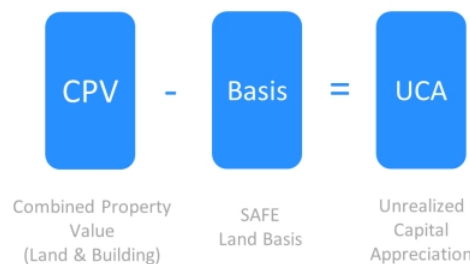 CPV - Basis = UCA
Combined Property
Value
(Land & Building)
SAFE
Land Basis
Unrealized
Capital
Appreciation